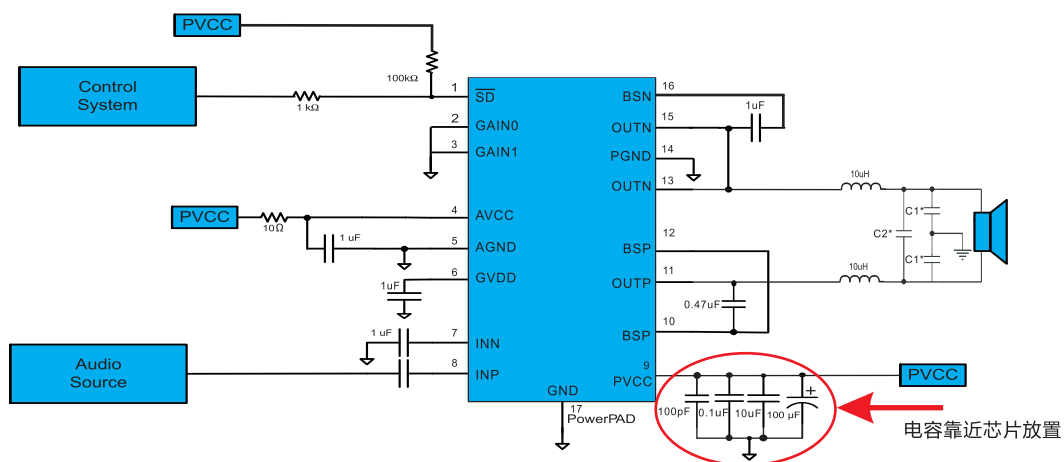 PVCC
Control
System
100kΩ
1 kΩ
1
SD
2
GAIN0
3
GAIN1
PVCC
10Ω
4
AVCC
1 uF
5
AGND
6
GVDD
1uF
1 uF
7
INN
Audio
Source
8
INP
GND
17
PowerPAD
16
BSN
1uF
15
OUTN
14
PGND
13
OUTN
10uH
C1*
C2*
C1*
12
BSP
11
OUTP
10uH
0.47uF
10
BSP
9
PVCC
PVCC
100pF
0.1uF
10uF
+
100 µF
电容靠近芯片放置